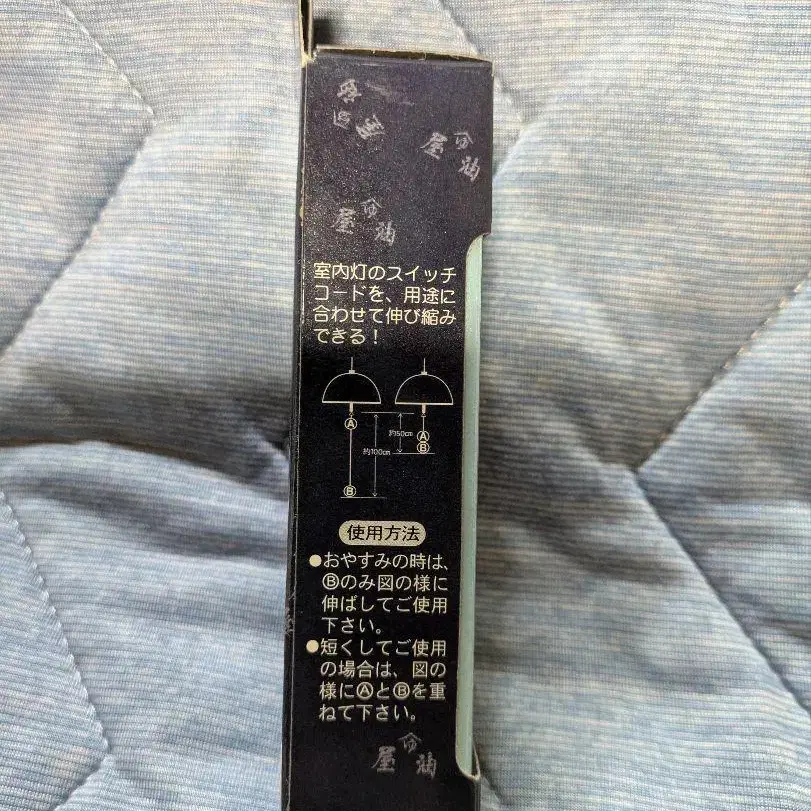 室内灯のスイッチ
コードを、用途に
合わせて伸び縮み
できる！
Ⓐ
Ⓐ
約50cm
Ⓑ
約100cm
Ⓑ
使用方法
●おやすみの時は、
Ⓑのみ図の様に
伸ばしてご使用
下さい。
●短くしてご使用
の場合は、図の
様にⒶとⒷを重
ねて下さい。